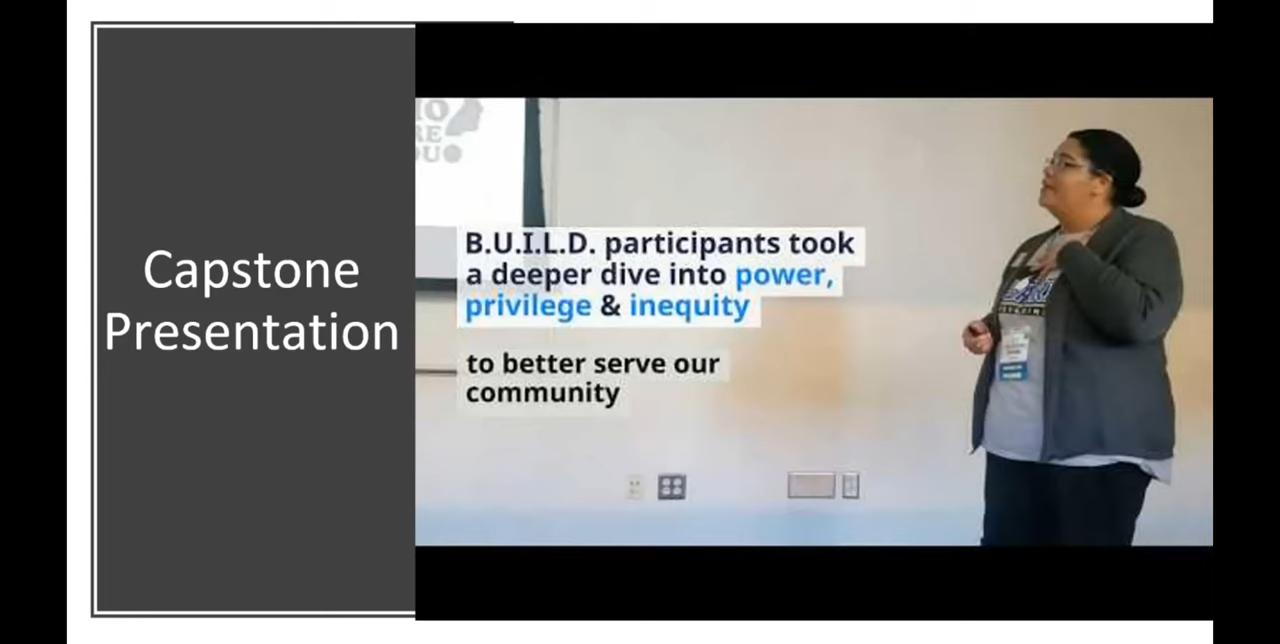 Capstone
Presentation
B.U.I.L.D. participants took
a deeper dive into power,
privilege & inequity
to better serve our
community